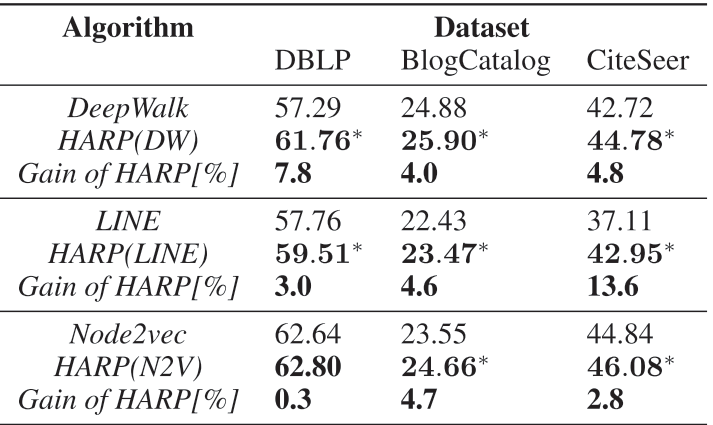 Algorithm Dataset
DBLP BlogCatalog CiteSeer
DeepWalk 57.29 24.88 42.72
HARP(DW) 61.76* 25.90* 44.78*
Gain of HARP[%] 7.8 4.0 4.8
LINE 57.76 22.43 37.11
HARP(LINE) 59.51* 23.47* 42.95*
Gain of HARP[%] 3.0 4.6 13.6
Node2vec 62.64 23.55 44.84
HARP(N2V) 62.80 24.66* 46.08*
Gain of HARP[%] 0.3 4.7 2.8